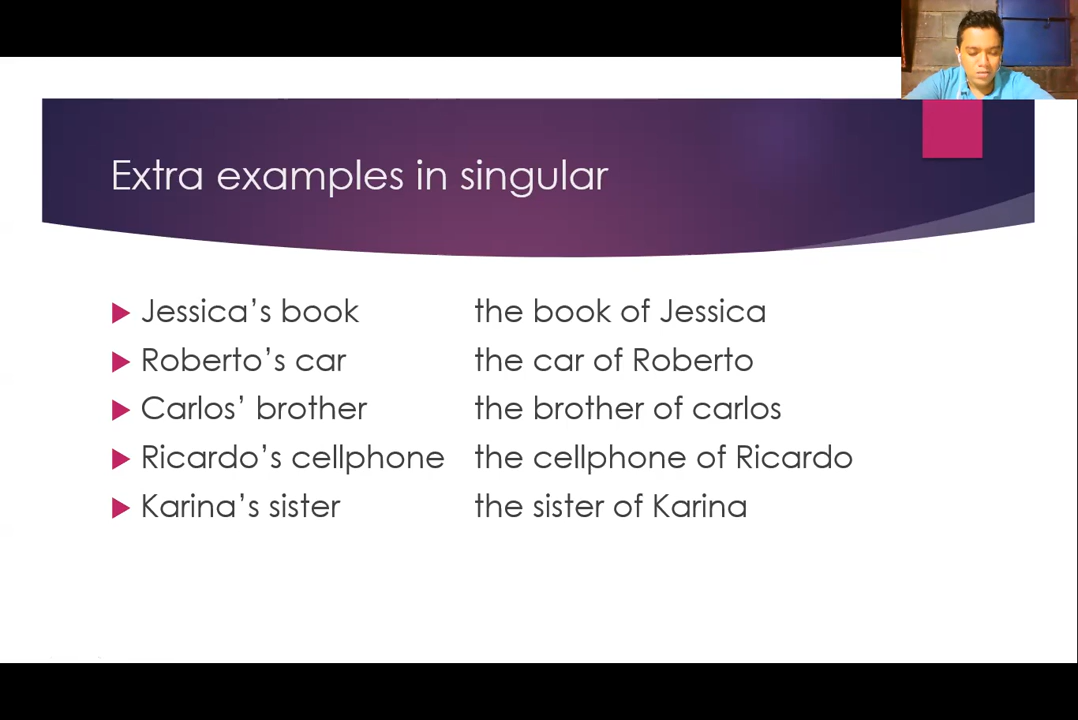 Extra examples in singular
Jessica’s book the book of Jessica
Roberto’s car the car of Roberto
Carlos’ brother the brother of carlos
Ricardo’s cellphone the cellphone of Ricardo
Karina’s sister the sister of Karina